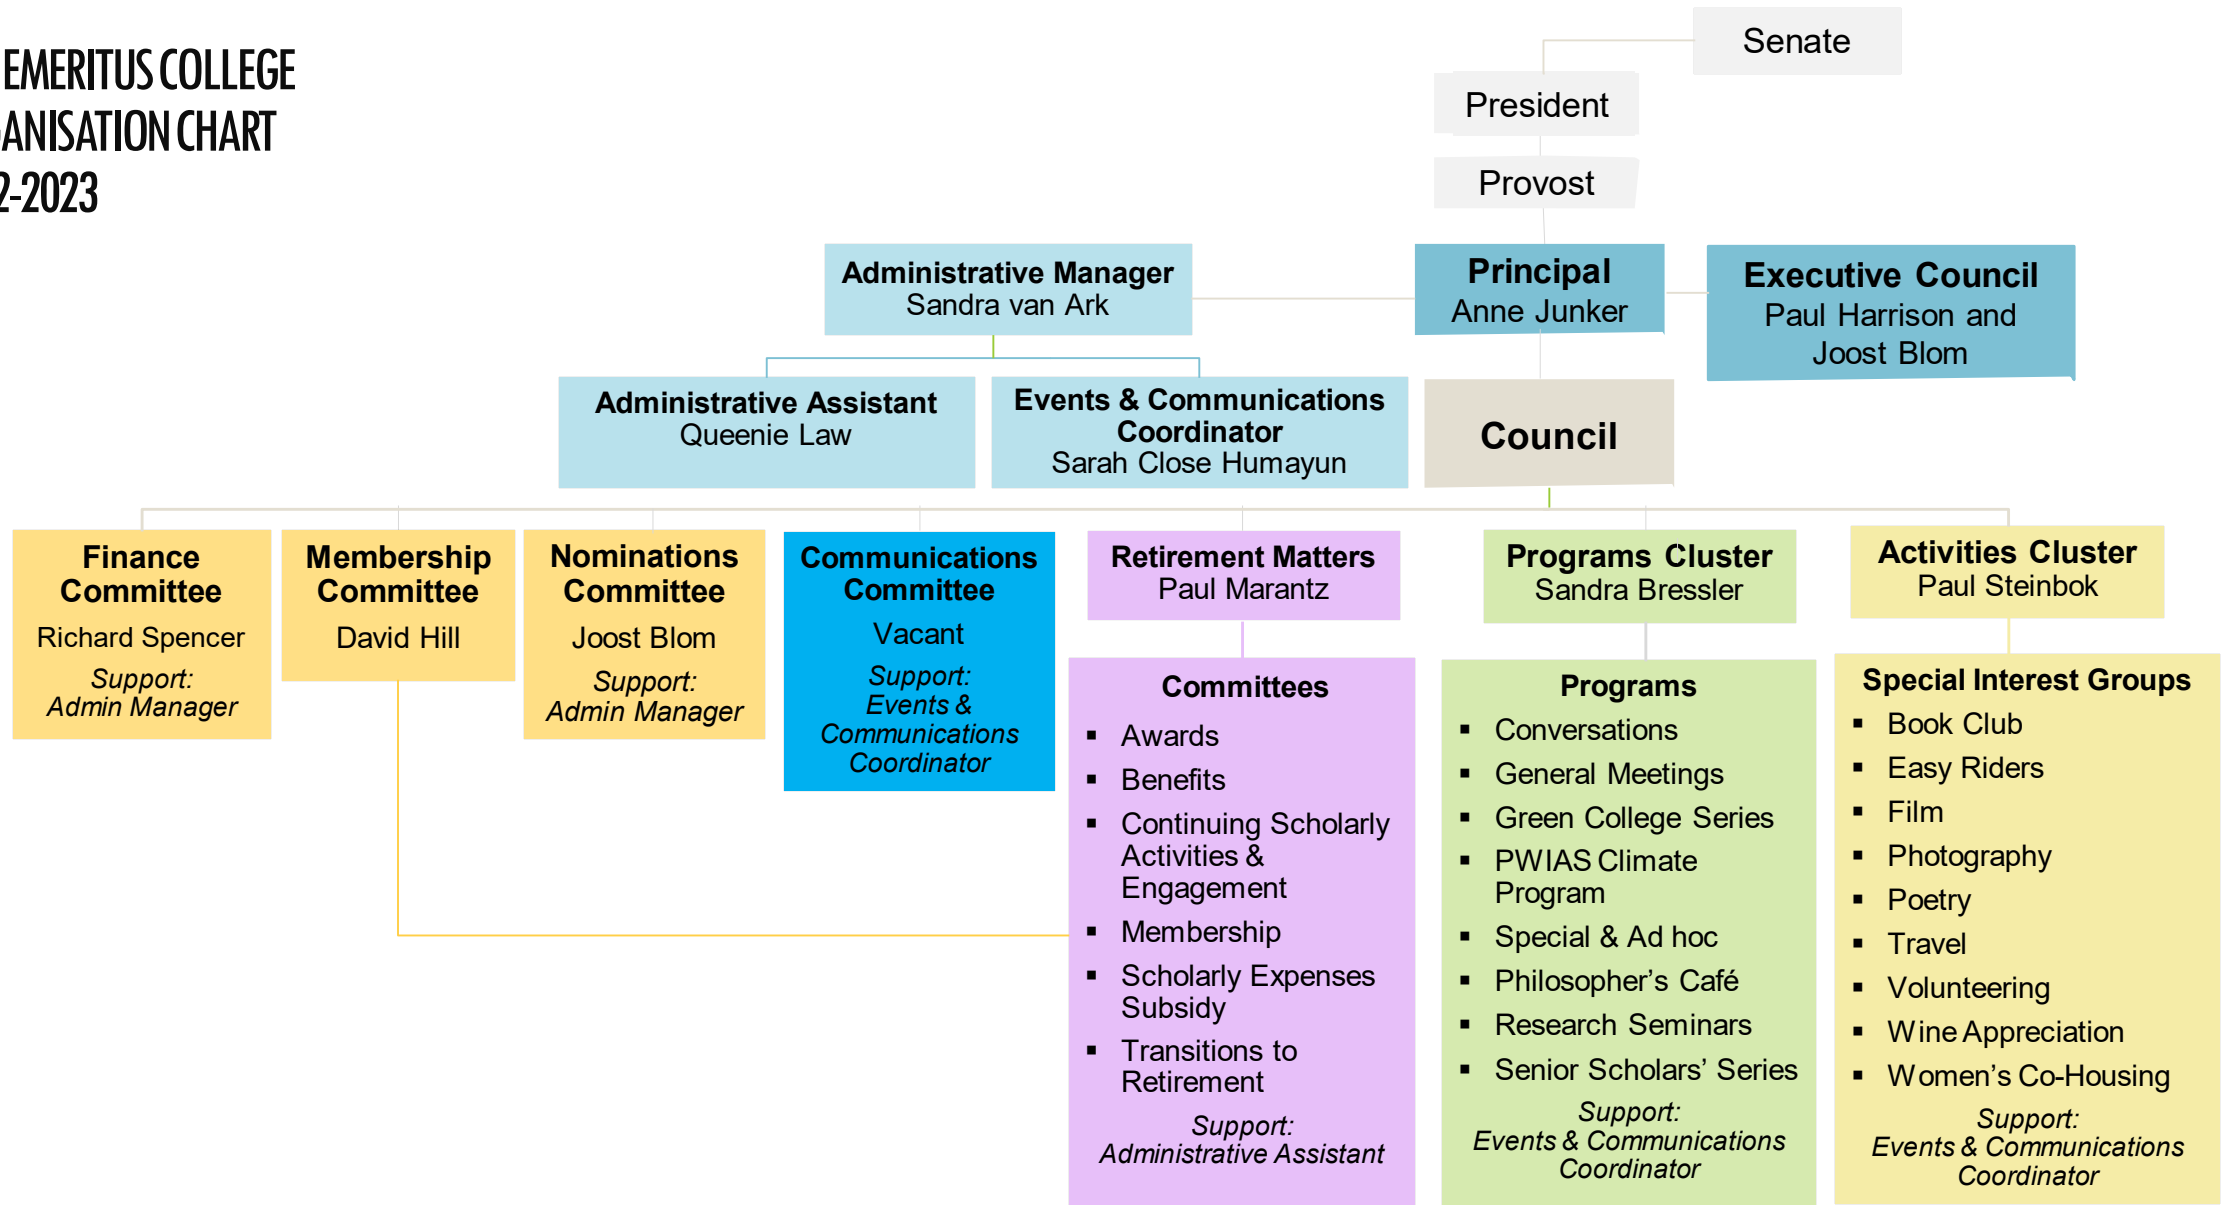 EMERITUS COLLEGE
GANISATION CHART
2-2023
Senate
President
Provost
Administrative Manager
Sandra van Ark
Principal
Anne Junker
Executive Council
Paul Harrison and
Joost Blom
Administrative Assistant
Queenie Law
Events & Communications
Coordinator
Sarah Close Humayun
Council
Finance
Committee
Richard Spencer
Support:
Admin Manager
Membership
Committee
David Hill
Nominations
Committee
Joost Blom
Support:
Admin Manager
Communications
Committee
Vacant
Support:
Events &
Communications
Coordinator
Retirement Matters
Paul Marantz
Committees
▪ Awards
▪ Benefits
▪ Continuing Scholarly
Activities &
Engagement
▪ Membership
▪ Scholarly Expenses
Subsidy
▪ Transitions to
Retirement
Support:
Administrative Assistant
Programs Cluster
Sandra Bressler
Programs
▪ Conversations
▪ General Meetings
▪ Green College Series
▪ PWIAS Climate
Program
▪ Special & Ad hoc
▪ Philosopher’s Café
▪ Research Seminars
▪ Senior Scholars’ Series
Support:
Events & Communications
Coordinator
Activities Cluster
Paul Steinbok
Special Interest Groups
▪ Book Club
▪ Easy Riders
▪ Film
▪ Photography
▪ Poetry
▪ Travel
▪ Volunteering
▪ Wine Appreciation
▪ Women’s Co-Housing
Support:
Events & Communications
Coordinator